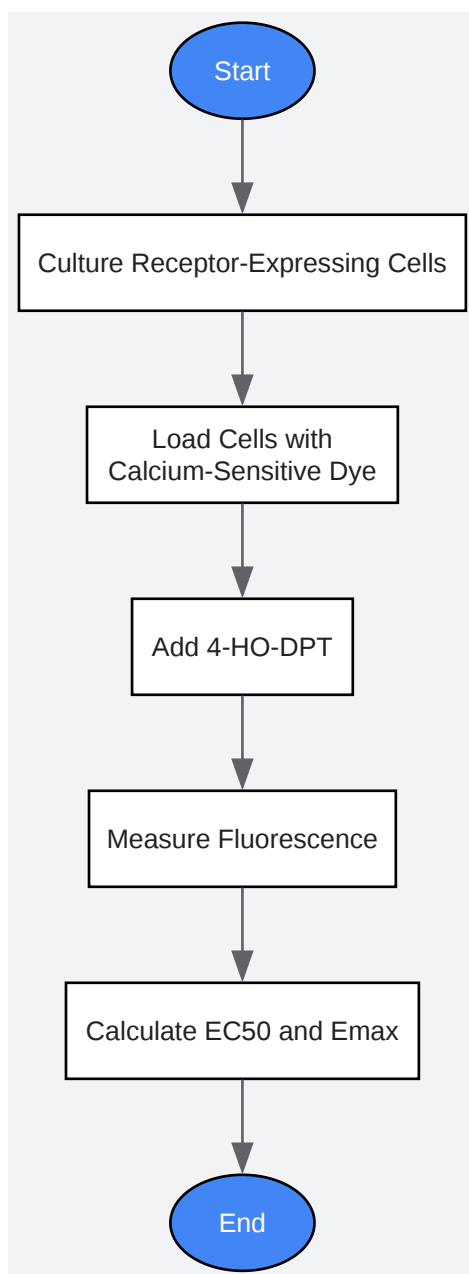 Start
Culture Receptor-Expressing Cells
Load Cells with
Calcium-Sensitive Dye
Add 4-HO-DPT
Measure Fluorescence
Calculate EC50 and Emax
End